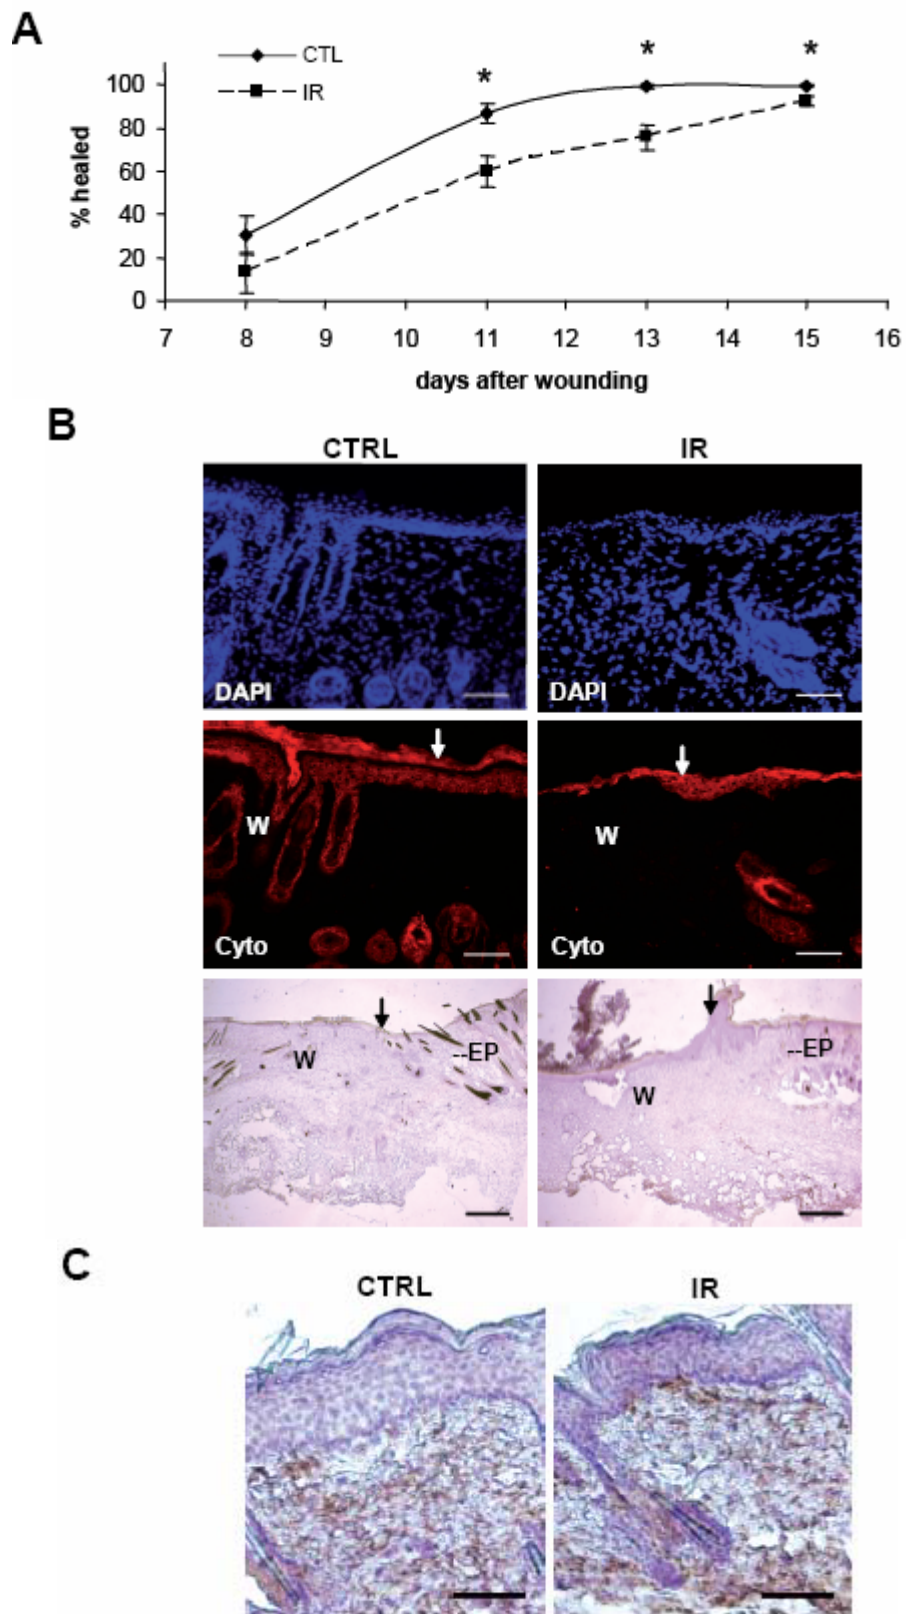 A
CTL
IR
* * *
% healed
100
80
60
40
20
0
7 8 9 10 11 12 13 14 15 16
days after wounding
B
CTRL IR
DAPI DAPI
W W
Cyto Cyto
W --EP W --EP
C
CTRL IR